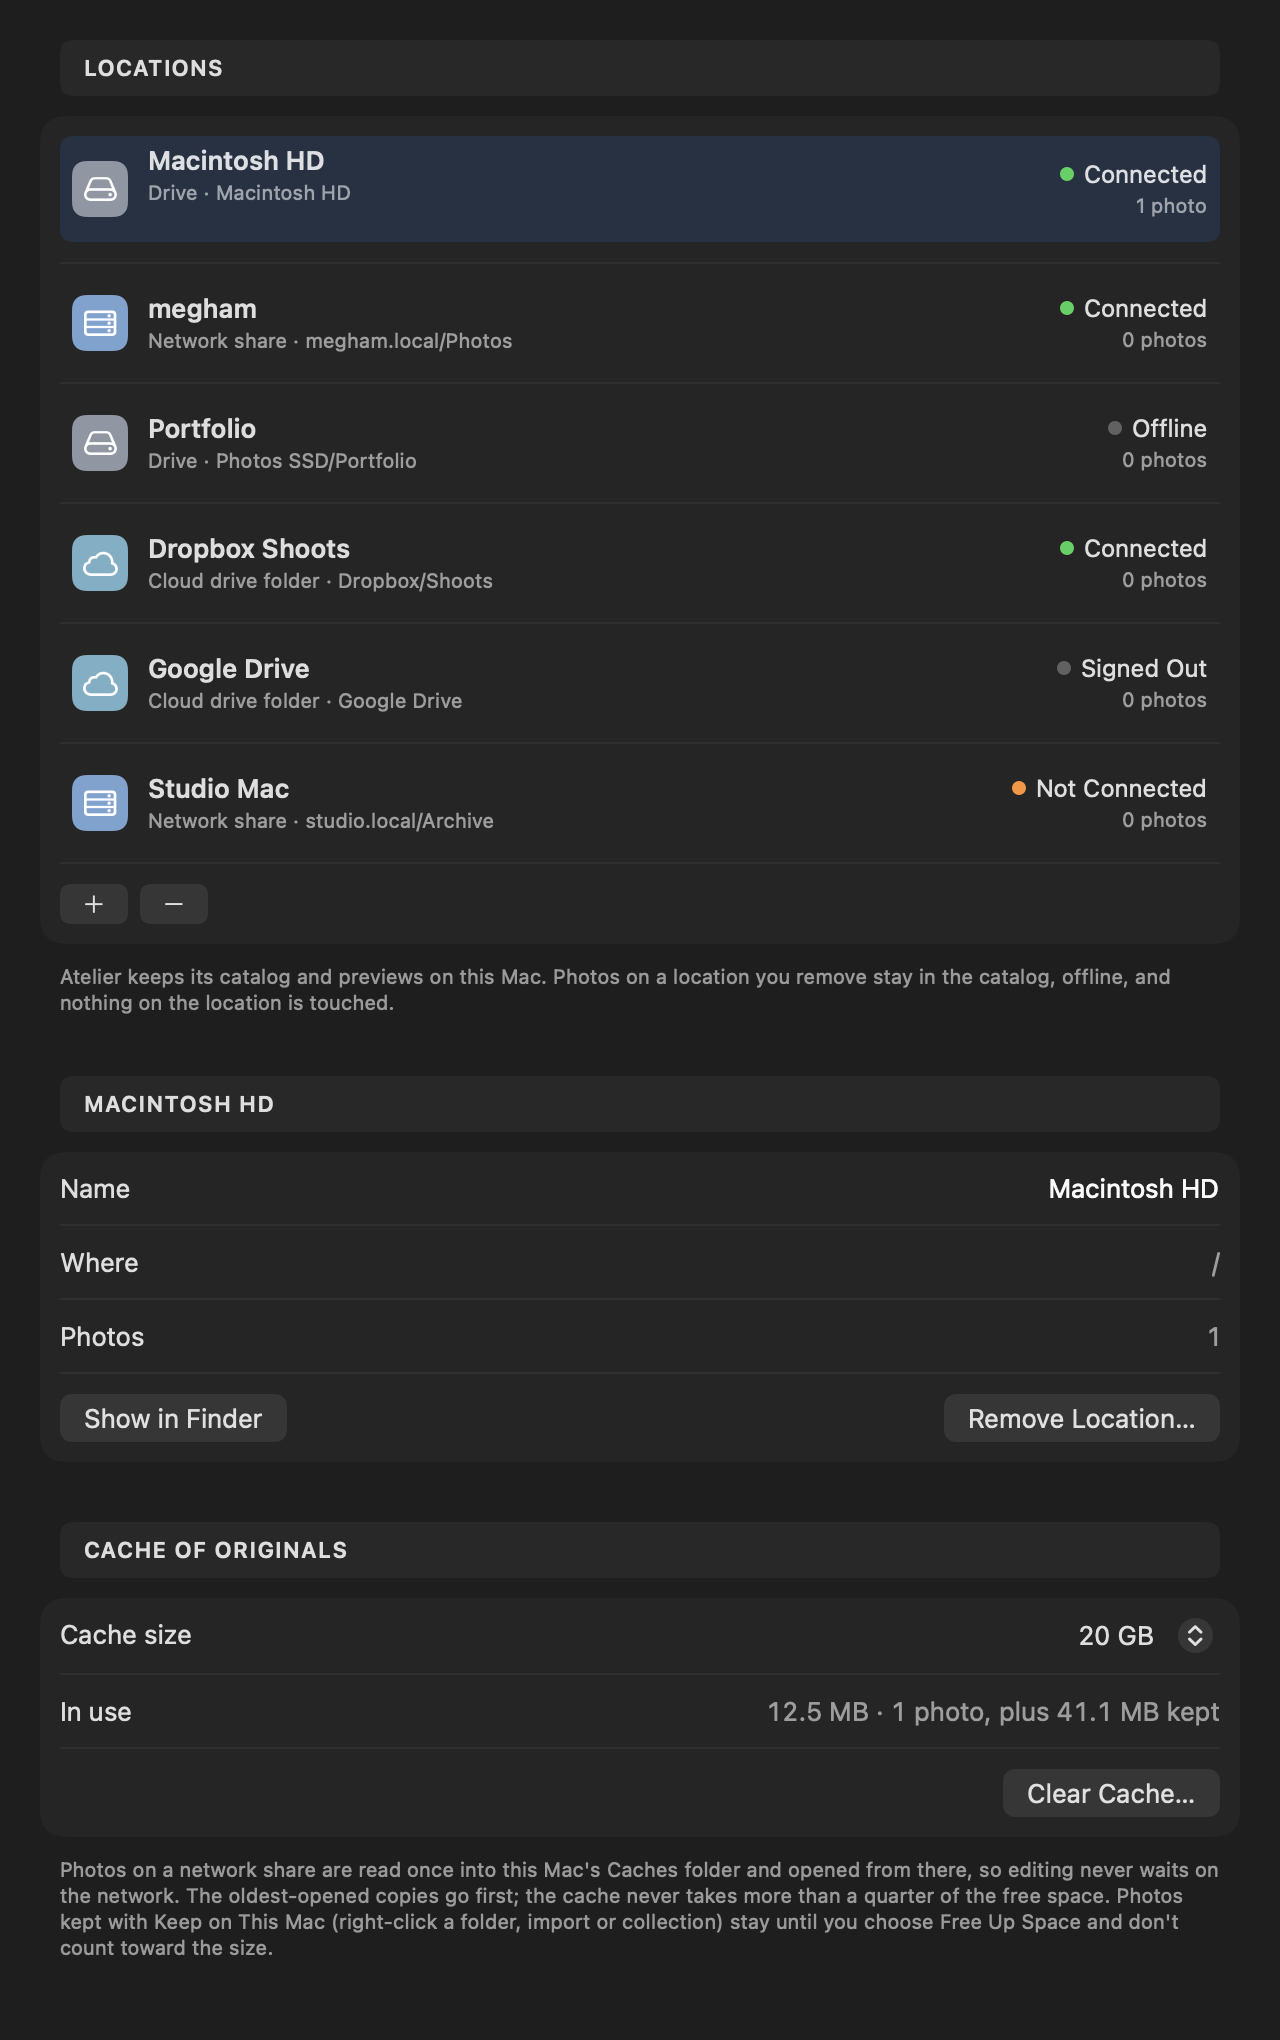 LOCATIONS
Macintosh HD
Connected
Drive · Macintosh HD
1 photo
megham
Connected
Network share · megham.local/Photos
0 photos
Portfolio
Offline
Drive · Photos SSD/Portfolio
0 photos
Dropbox Shoots
Connected
Cloud drive folder · Dropbox/Shoots
0 photos
Google Drive
Signed Out
Cloud drive folder · Google Drive
0 photos
Studio Mac
Not Connected
Network share · studio.local/Archive
0 photos
+ −
Atelier keeps its catalog and previews on this Mac. Photos on a location you remove stay in the catalog, offline, and
nothing on the location is touched.
MACINTOSH HD
Name Macintosh HD
Where /
Photos 1
Show in Finder Remove Location...
CACHE OF ORIGINALS
Cache size 20 GB
In use 12.5 MB · 1 photo, plus 41.1 MB kept
Clear Cache...
Photos on a network share are read once into this Mac's Caches folder and opened from there, so editing never waits on
the network. The oldest-opened copies go first; the cache never takes more than a quarter of the free space. Photos
kept with Keep on This Mac (right-click a folder, import or collection) stay until you choose Free Up Space and don't
count toward the size.